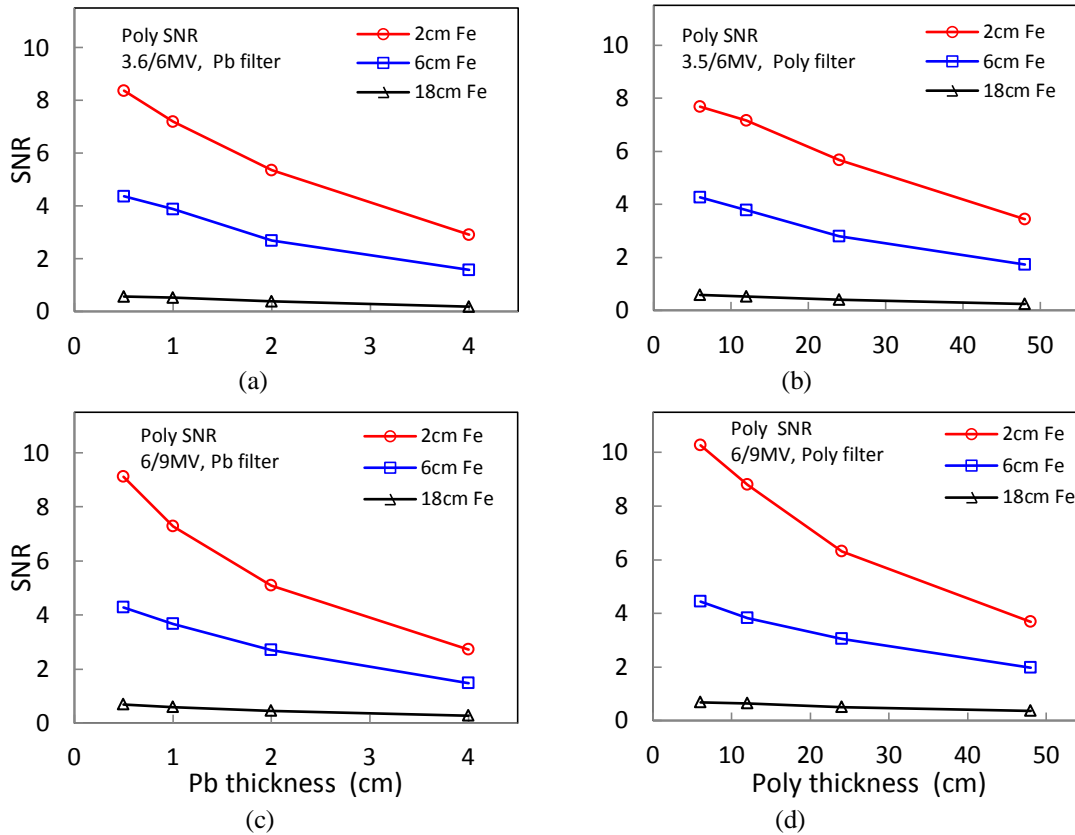 Poly SNR
3.6/6MV, Pb filter
2cm Fe
6cm Fe
18cm Fe
SNR
10
8
6
4
2
0
0 1 2 3 4
(a)
Poly SNR
3.5/6MV, Poly filter
2cm Fe
6cm Fe
18cm Fe
10
8
6
4
2
0
0 10 20 30 40 50
(b)
Poly SNR
6/9MV, Pb filter
2cm Fe
6cm Fe
18cm Fe
SNR
10
8
6
4
2
0
0 1 2 3 4
Pb thickness (cm)
(c)
Poly SNR
6/9MV, Poly filter
2cm Fe
6cm Fe
18cm Fe
10
8
6
4
2
0
0 10 20 30 40 50
Poly thickness (cm)
(d)